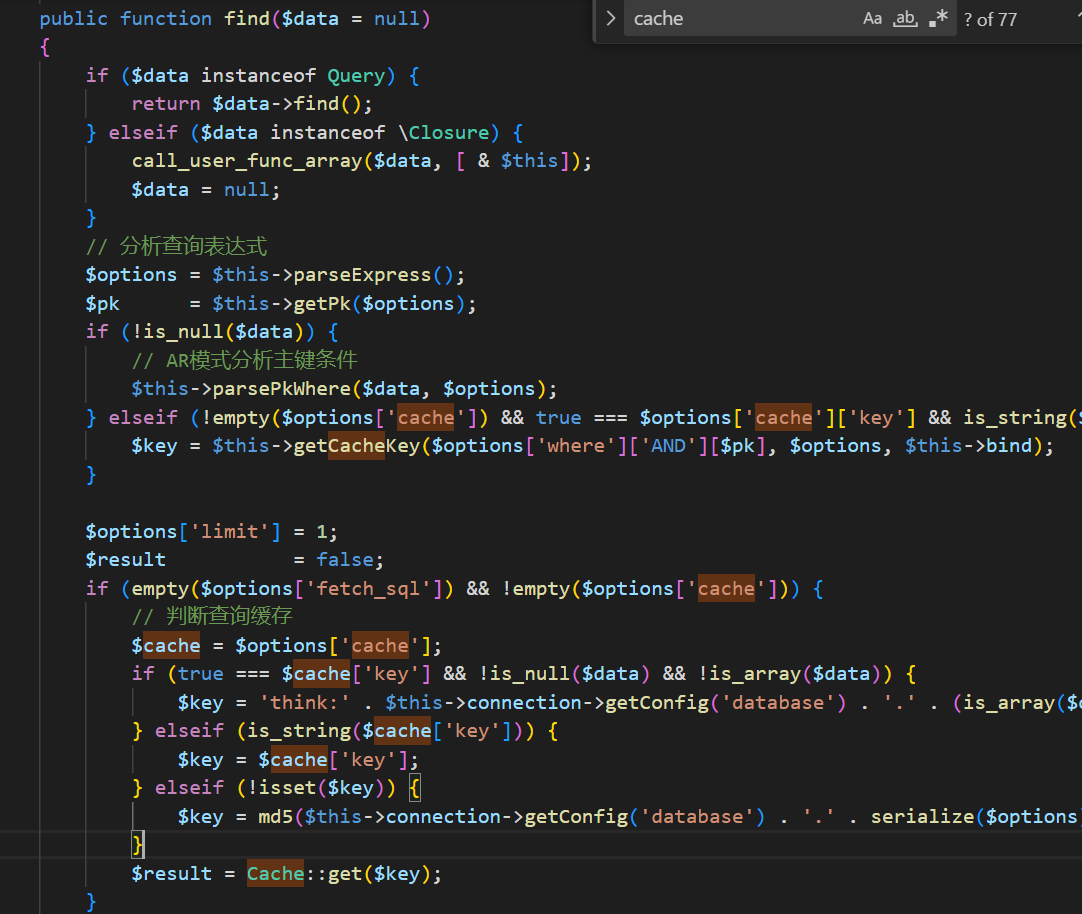 public function find($data = null)
cache Aa ab .* ? of 77
{
if ($data instanceof Query) {
return $data->find();
} elseif ($data instanceof \Closure) {
call_user_func_array($data, [ & $this]);
$data = null;
}
// 分析查询表达式
$options = $this->parseExpress();
$pk = $this->getPk($options);
if (!is_null($data)) {
// AR模式分析主键条件
$this->parsePkWhere($data, $options);
} elseif (!empty($options['cache']) && true === $options['cache']['key'] && is_string(
$key = $this->getCacheKey($options['where']['AND'][$pk], $options, $this->bind);
}
$options['limit'] = 1;
$result = false;
if (empty($options['fetch_sql']) && !empty($options['cache'])) {
// 判断查询缓存
$cache = $options['cache'];
if (true === $cache['key'] && !is_null($data) && !is_array($data)) {
$key = 'think:' . $this->connection->getConfig('database') . '.' . (is_array(
} elseif (is_string($cache['key'])) {
$key = $cache['key'];
} elseif (!isset($key)) {
$key = md5($this->connection->getConfig('database') . '.' . serialize($options
}
$result = Cache::get($key);
}